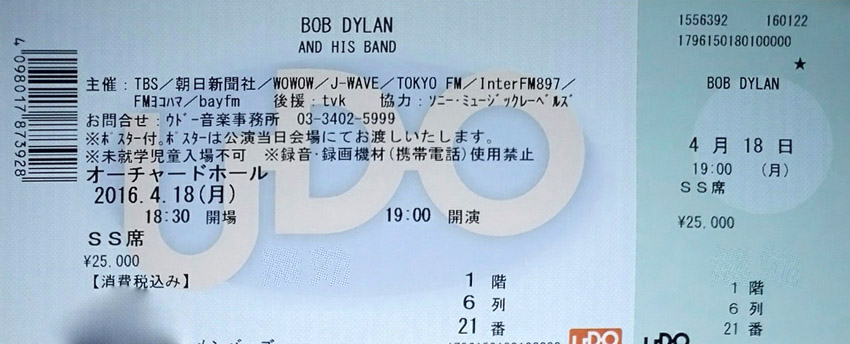 BOB DYLAN
AND HIS BAND
主催:TBS/朝日新聞社/WOWOW/J-WAVE/TOKYO FM/InterFM897/
FMヨコハマ/bayfm 後援:tvk 協力:ソニー・ミュージックレーベルズ
お問合せ:ウドー音楽事務所 03-3402-5999
※ポスター付。ポスターは公演当日会場にてお渡しいたします。
※未就学児童入場不可 ※録音・録画機材(携帯電話)使用禁止
オーチャードホール
2016.4.18(月)
18:30 開場 19:00 開演
SS席
¥25,000
【消費税込み】
1 階
6 列
21 番
UDO
4098017873928
1556392 160122
1796150180100000
★
BOB DYLAN
4 月 18 日
19:00 (月)
SS席
¥25,000
1 階
6 列
21 番
UDO